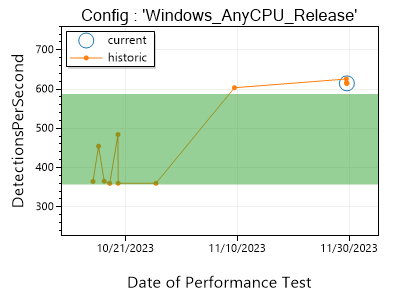 Config : 'Windows_AnyCPU_Release'
current
historic
DetectionsPerSecond
700
600
500
400
300
10/21/2023
11/10/2023
11/30/2023
Date of Performance Test